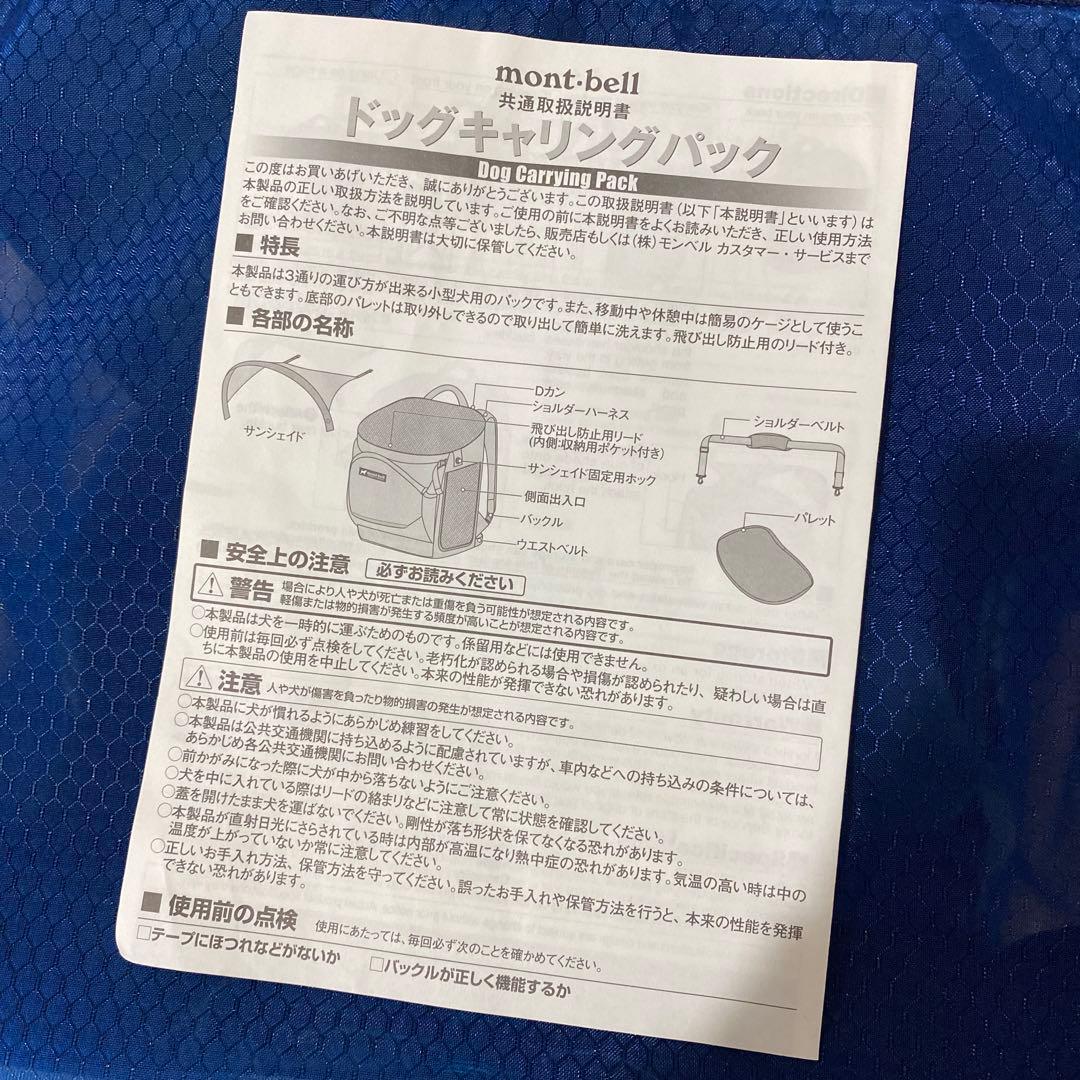 mont-bell
共通取扱説明書
ドッグキャリングパック
Dog Carrying Pack
この度はお買いあげいただき、誠にありがとうございます。この取扱説明書(以下「本説明書」といいます)は
本製品の正しい取扱方法を説明しています。ご使用の前に本説明書をよくお読みいただき、正しい使用方法
をご確認ください。なお、ご不明な点等ございましたら、販売店もしくは(株)モンベル カスタマー・サービスまで
お問い合わせください。本説明書は大切に保管してください。
■ 特長
本製品は3通りの運び方が出来る小型犬用のパックです。また、移動中や休憩中は簡易のケージとして使うこ
ともできます。底部のパレットは取り外しできるので取り出して簡単に洗えます。飛び出し防止用のリード付き。
■ 各部の名称
サンシェイド
Dカン
ショルダーハーネス
飛び出し防止用リード
(内側:収納用ポケット付き)
サンシェイド固定用ホック
側面出入口
バックル
ウエストベルト
ショルダーベルト
パレット
■ 安全上の注意 必ずお読みください
警告 場合により人や犬が死亡または重傷を負う可能性が想定される内容です。
軽傷または物的損害が発生する頻度が高いことが想定される内容です。
○本製品は犬を一時的に運ぶためのものです。係留用などには使用できません。
○使用前は毎回必ず点検をしてください。老朽化が認められる場合や損傷が認められたり、疑わしい場合は直
ちに本製品の使用を中止してください。本来の性能が発揮できない恐れがあります。
注意 人や犬が傷害を負ったり物的損害の発生が想定される内容です。
○本製品に犬が慣れるようにあらかじめ練習をしてください。
○本製品は公共交通機関に持ち込めるように配慮されていますが、車内などへの持ち込みの条件については、
あらかじめ各公共交通機関にお問い合わせください。
○前かがみになった際に犬が中から落ちないようにご注意ください。
○犬を中に入れている際はリードの絡まりなどに注意して常に状態を確認してください。
○蓋を開けたまま犬を運ばないでください。剛性が落ち形状を保てなくなる恐れがあります。
○本製品が直射日光にさらされている時は内部が高温になり熱中症の恐れがあります。気温の高い時は中の
温度が上がっていないか常に注意してください。
○正しいお手入れ方法、保管方法を守ってください。誤ったお手入れや保管方法を行うと、本来の性能を発揮
できない恐れがあります。
■ 使用前の点検 使用にあたっては、毎回必ず次のことを確かめてください。
□テープにほつれなどがないか □バックルが正しく機能するか